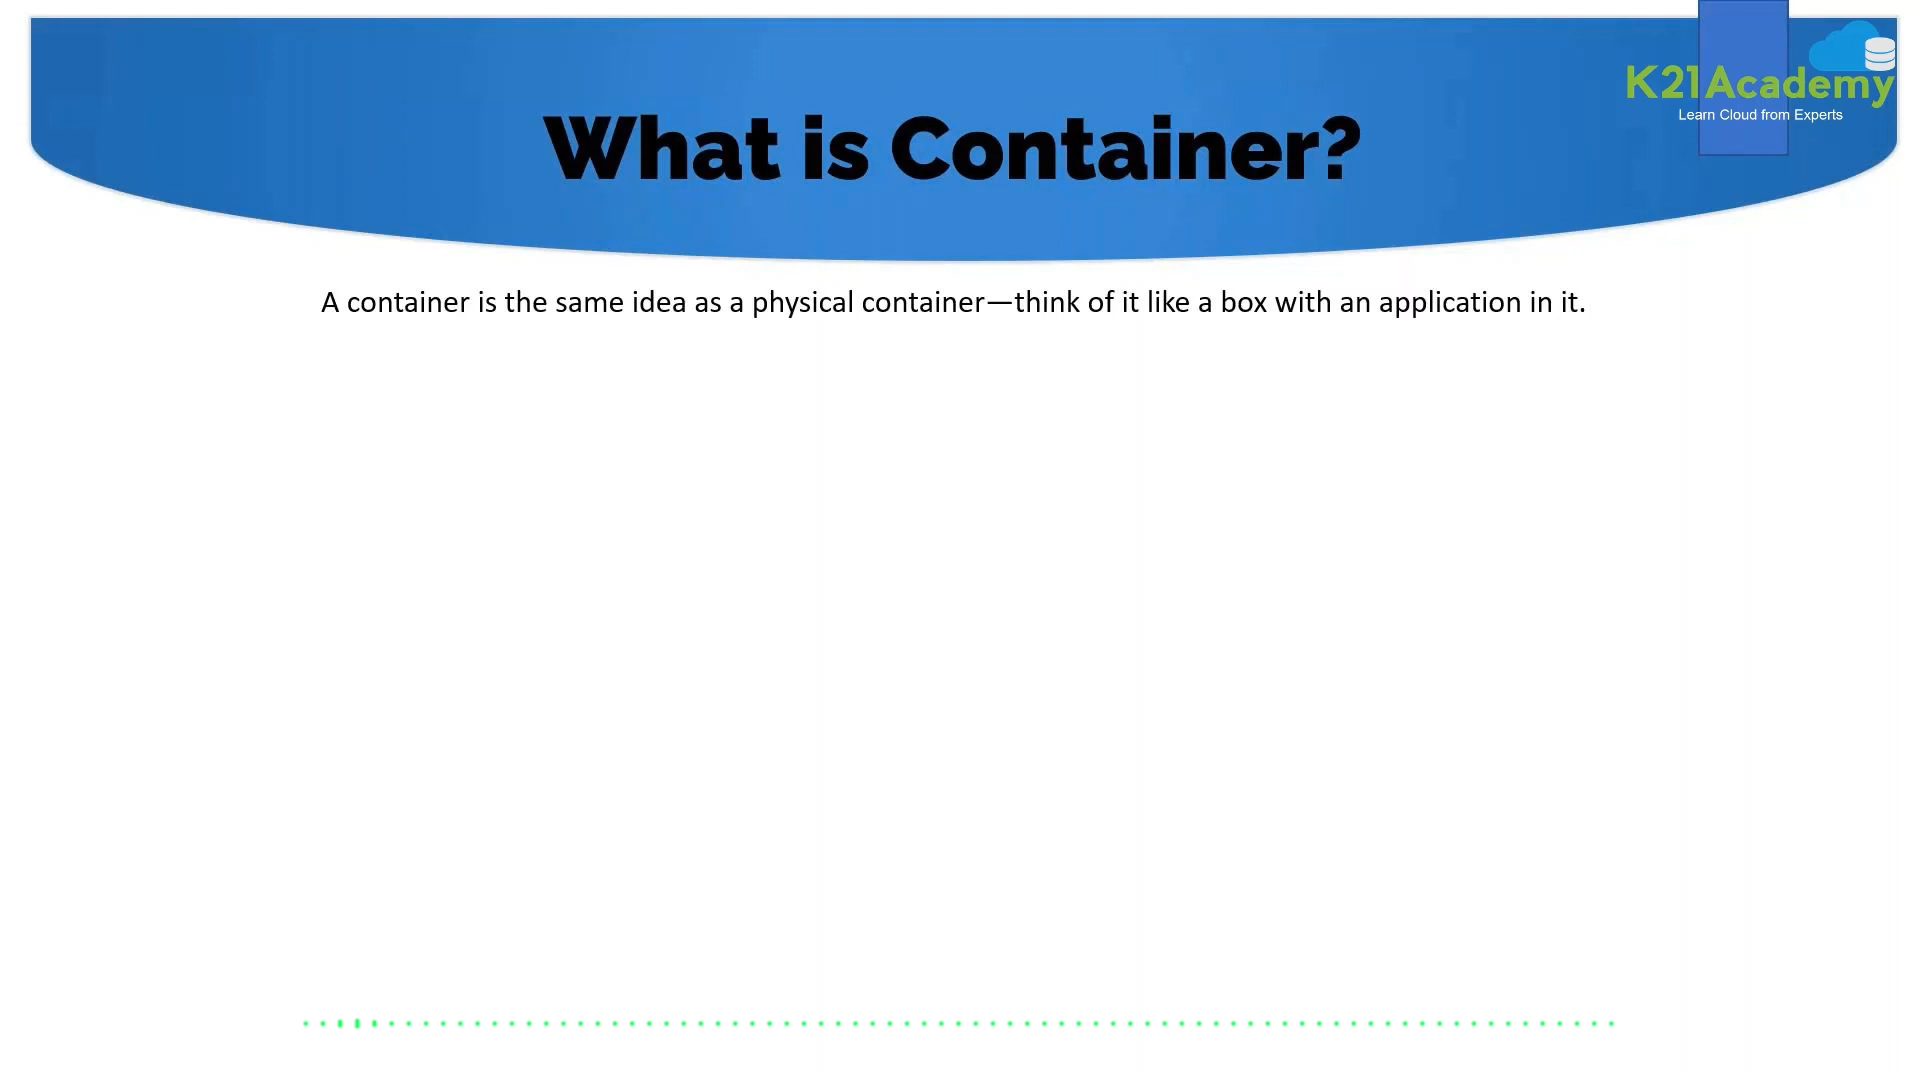 K21Academy
Learn Cloud from Experts
What is Container?
A container is the same idea as a physical container—think of it like a box with an application in it.